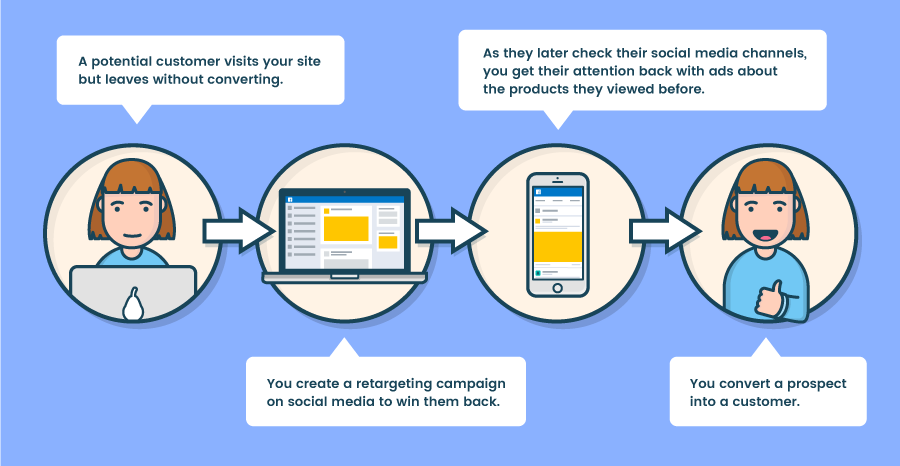 A potential customer visits your site
but leaves without converting.
You create a retargeting campaign
on social media to win them back.
As they later check their social media channels,
you get their attention back with ads about
the products they viewed before.
You convert a prospect
into a customer.